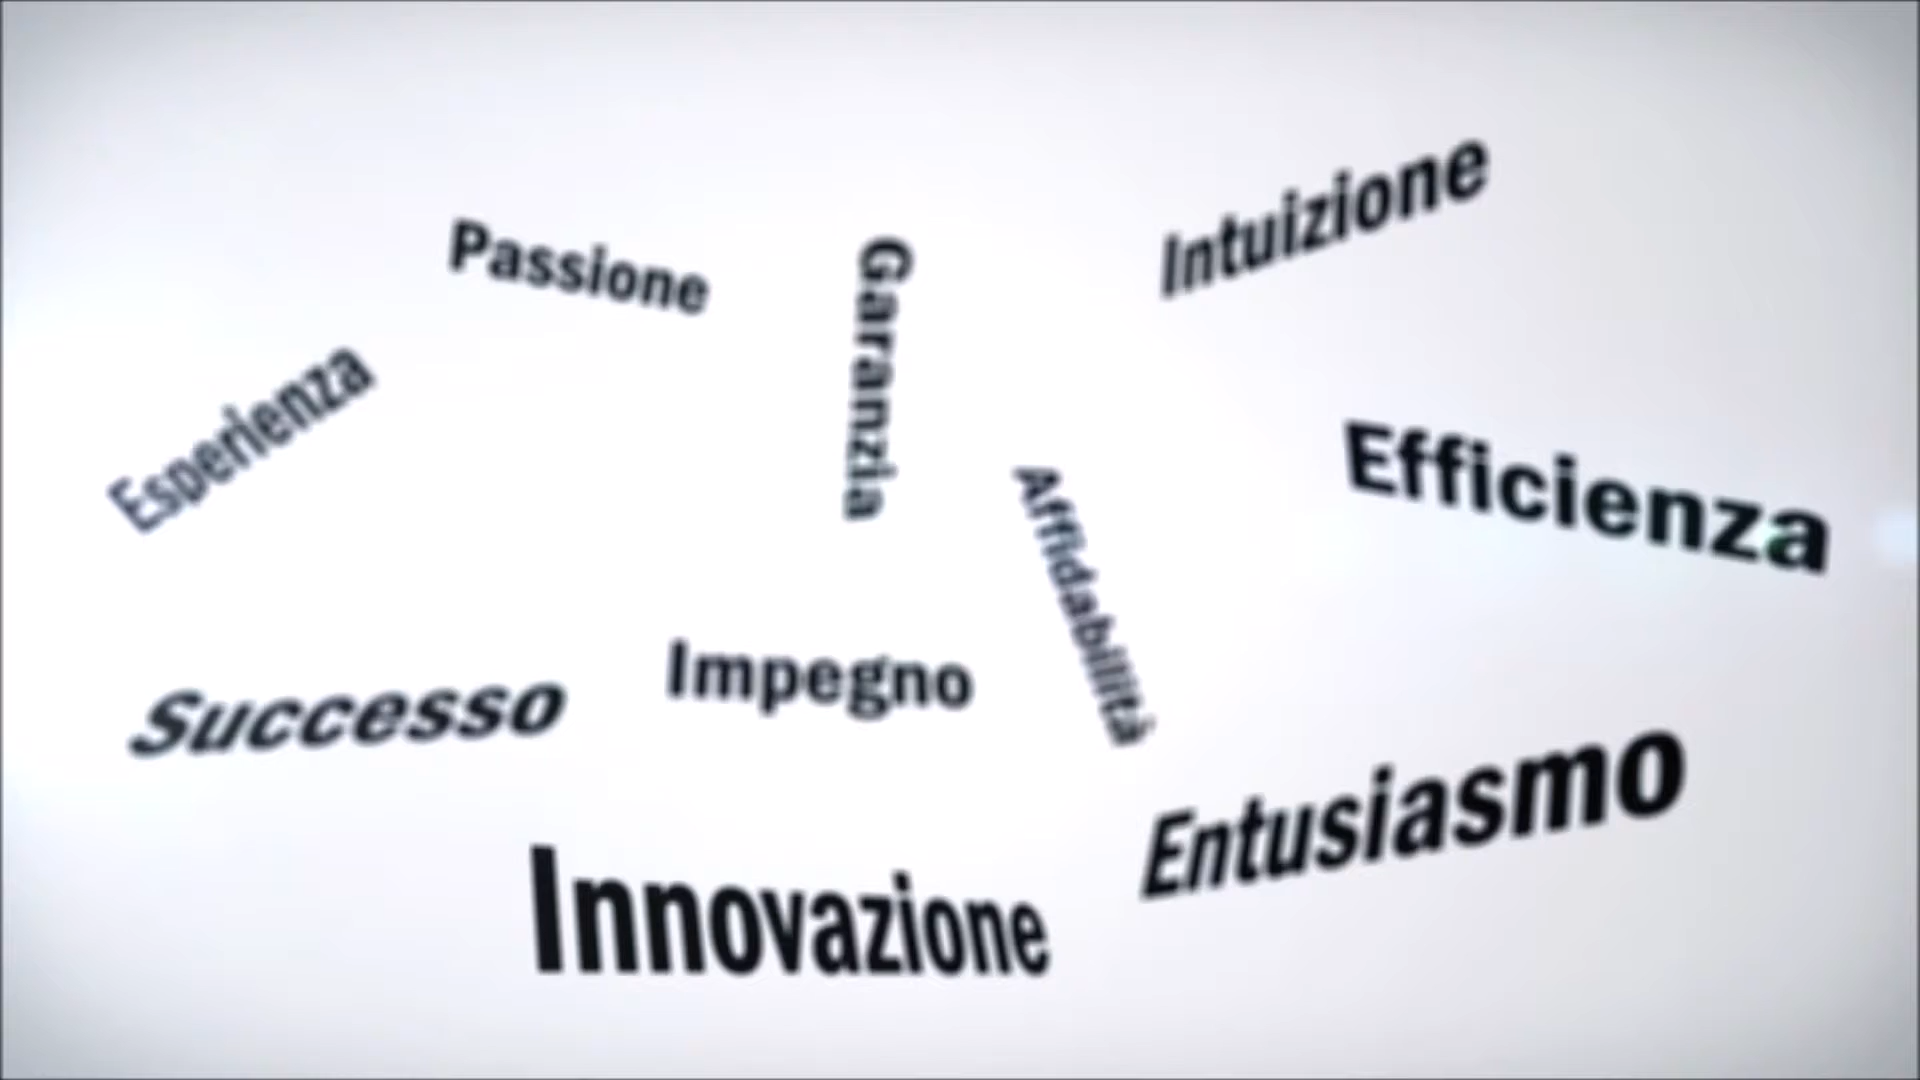 Intuizione
Passione
Garanzia
Esperienza
Efficienza
Affidabilità
Impegno
Successo
Entusiasmo
Innovazione